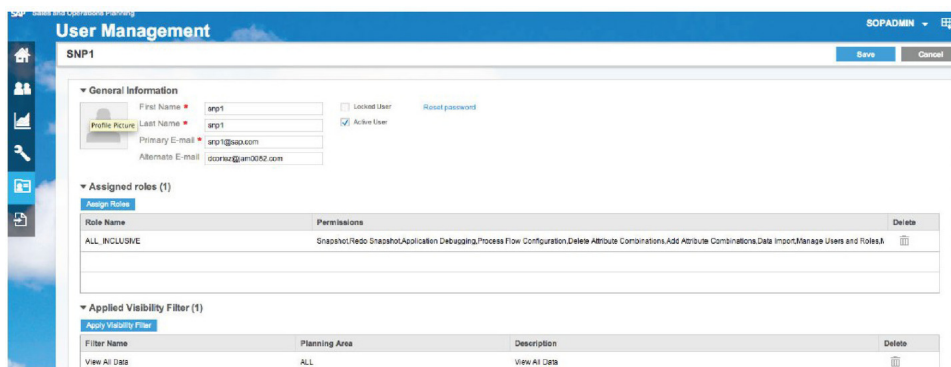 SAP Sales and Operations Planning
User Management
SOPADMIN
SNP1
Save
Cancel
General Information
First Name * snp1
Locked User
Reset password
Profile Picture
Last Name * snp1
Active User
Primary E-mail * snp1@sap.com
Alternate E-mail dcortez@am0082.com
Assigned roles (1)
Assign Roles
Role Name Permissions Delete
ALL_INCLUSIVE Snapshot,Redo Snapshot,Application Debugging,Process Flow Configuration,Delete Attribute Combinations,Add Attribute Combinations,Data Import,Manage Users and Roles,
Applied Visibility Filter (1)
Apply Visibility Filter
Filter Name Planning Area Description Delete
View All Data ALL View All Data